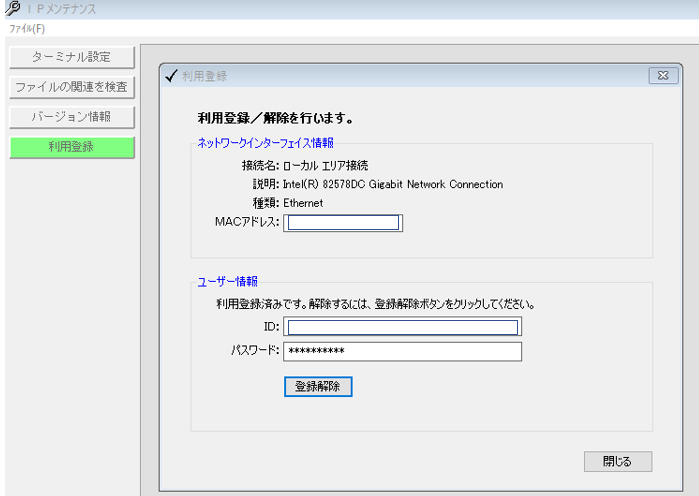 ＩＰメンテナンス
ﾌｧｲﾙ(F)
ターミナル設定
ファイルの関連を検査
バージョン情報
利用登録
利用登録
利用登録／解除を行います。
ネットワークインターフェイス情報
接続名: ローカル エリア接続
説明: Intel(R) 82578DC Gigabit Network Connection
種類: Ethernet
MACアドレス:
ユーザー情報
利用登録済みです。解除するには、登録解除ボタンをクリックしてください。
ID:
パスワード: **********
登録解除
閉じる